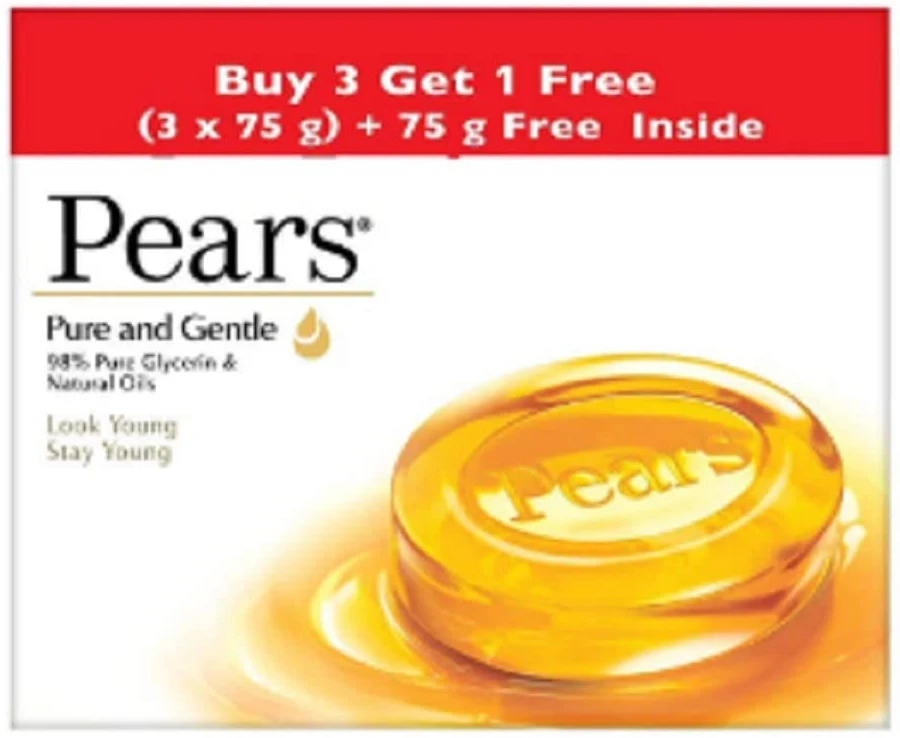 Buy 3 Get 1 Free
(3 x 75 g) + 75 g Free Inside
Pears®
Pure and Gentle
98% Pure Glycerin &
Natural Oils
Look Young
Stay Young
Pears